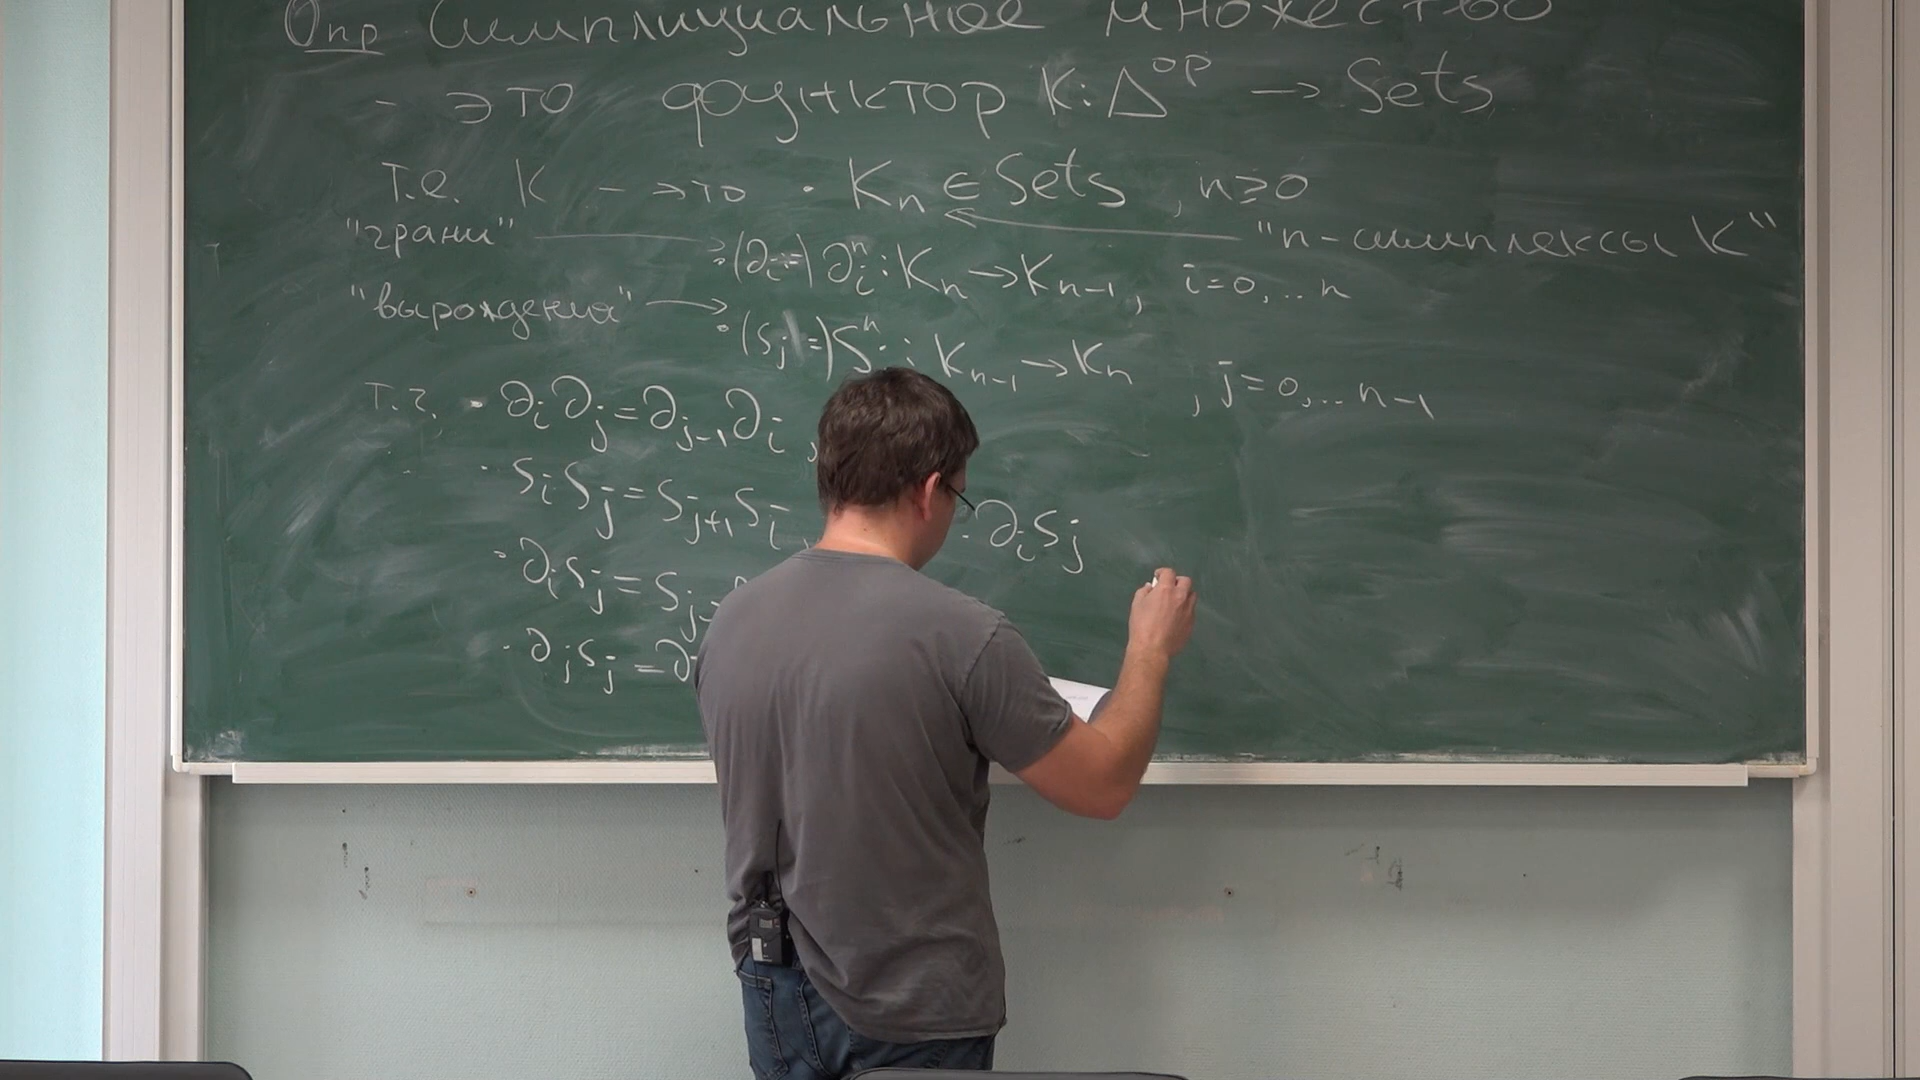 Опр Симплициальное множество
- это функтор K: Δ^op → Sets
т.е. K - это · K_n ∈ Sets, n ≥ 0
"грани" → "n-симплексы K"
· (∂_i =) ∂_i^n : K_n → K_{n-1}, i=0,..n
"вырождения" →
· (s_j =) S^n : K_{n-1} → K_n, j=0,..n-1
т.ч. · ∂_i ∂_j = ∂_{j-1} ∂_i,
· s_i s_j = s_{j+1} s_i,
· ∂_i s_j
· ∂_i s_j = s_{j-
· ∂_j s_j = ∂